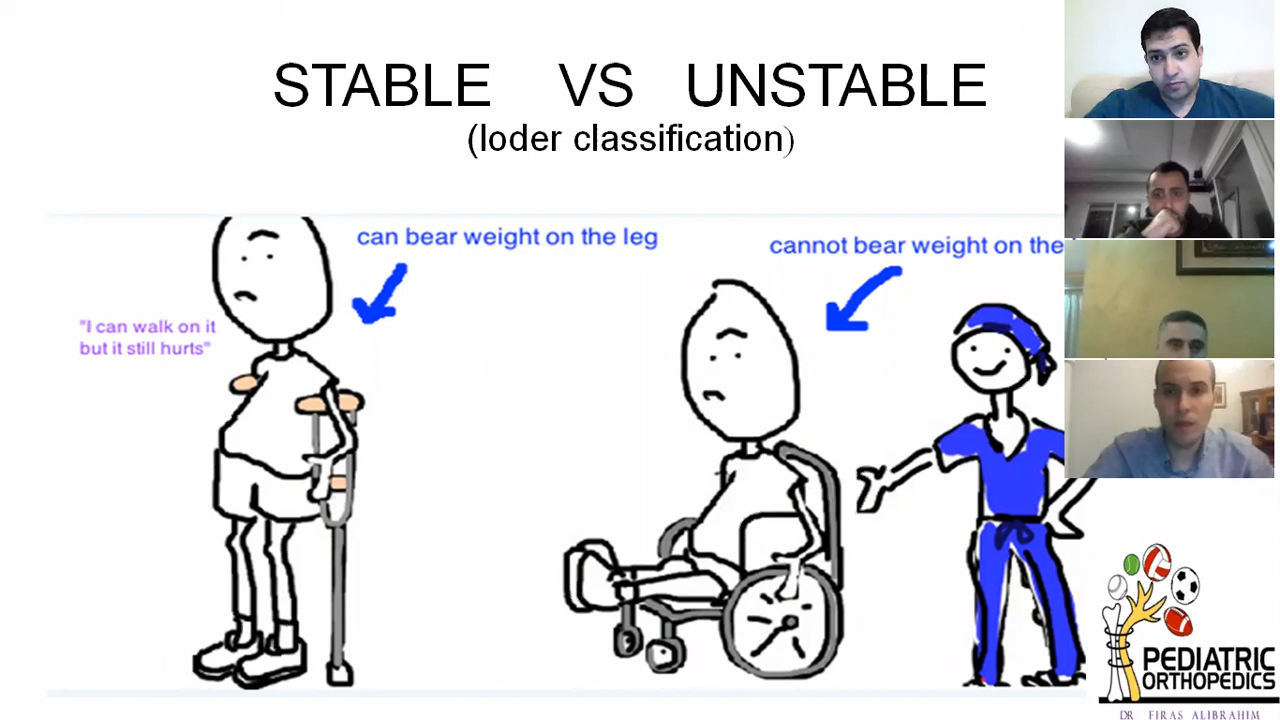 STABLE VS UNSTABLE
(loder classification)
can bear weight on the leg
cannot bear weight on the
"I can walk on it
but it still hurts"
PEDIATRIC
ORTHOPEDICS
DR FIRAS ALIBRAHIM